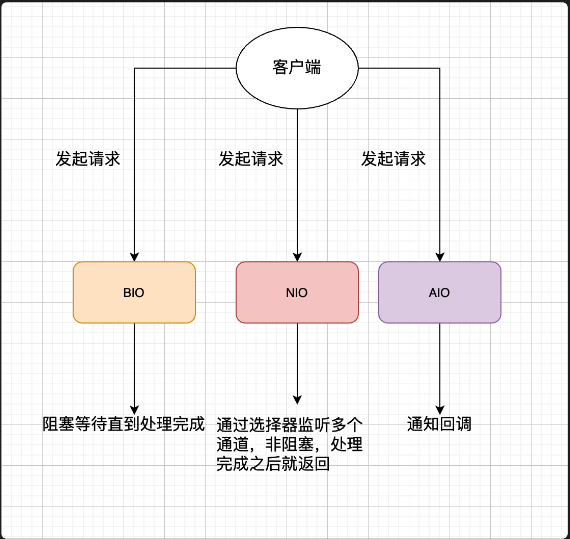 客户端
发起请求
发起请求
发起请求
BIO
NIO
AIO
阻塞等待直到处理完成
通过选择器监听多个
通道，非阻塞，处理
完成之后就返回
通知回调